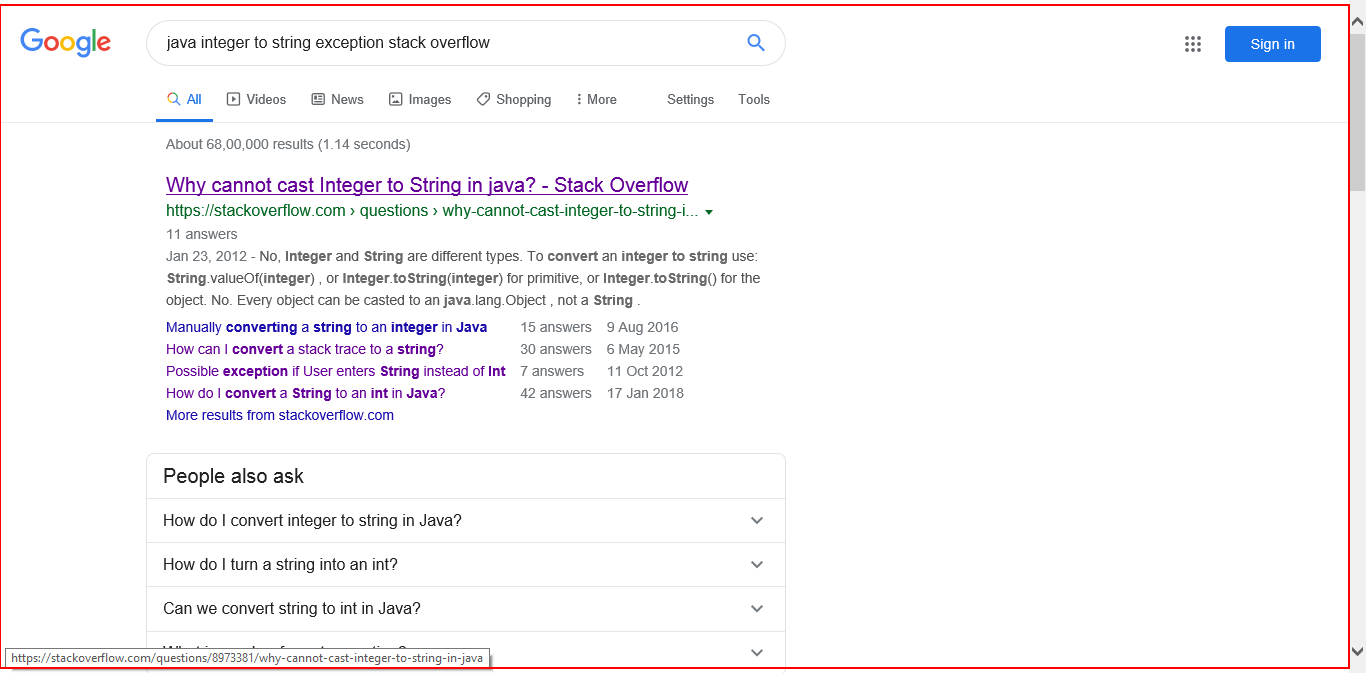 Google
java integer to string exception stack overflow
Sign in
All Videos News Images Shopping More Settings Tools
About 68,00,000 results (1.14 seconds)
Why cannot cast Integer to String in java? - Stack Overflow
https://stackoverflow.com › questions › why-cannot-cast-integer-to-string-i...
11 answers
Jan 23, 2012 - No, Integer and String are different types. To convert an integer to string use:
String.valueOf(integer) , or Integer.toString(integer) for primitive, or Integer.toString() for the
object. No. Every object can be casted to an java.lang.Object , not a String .
Manually converting a string to an integer in Java 15 answers 9 Aug 2016
How can I convert a stack trace to a string? 30 answers 6 May 2015
Possible exception if User enters String instead of Int 7 answers 11 Oct 2012
How do I convert a String to an int in Java? 42 answers 17 Jan 2018
More results from stackoverflow.com
People also ask
How do I convert integer to string in Java?
How do I turn a string into an int?
Can we convert string to int in Java?
https://stackoverflow.com/questions/8973381/why-cannot-cast-integer-to-string-in-java